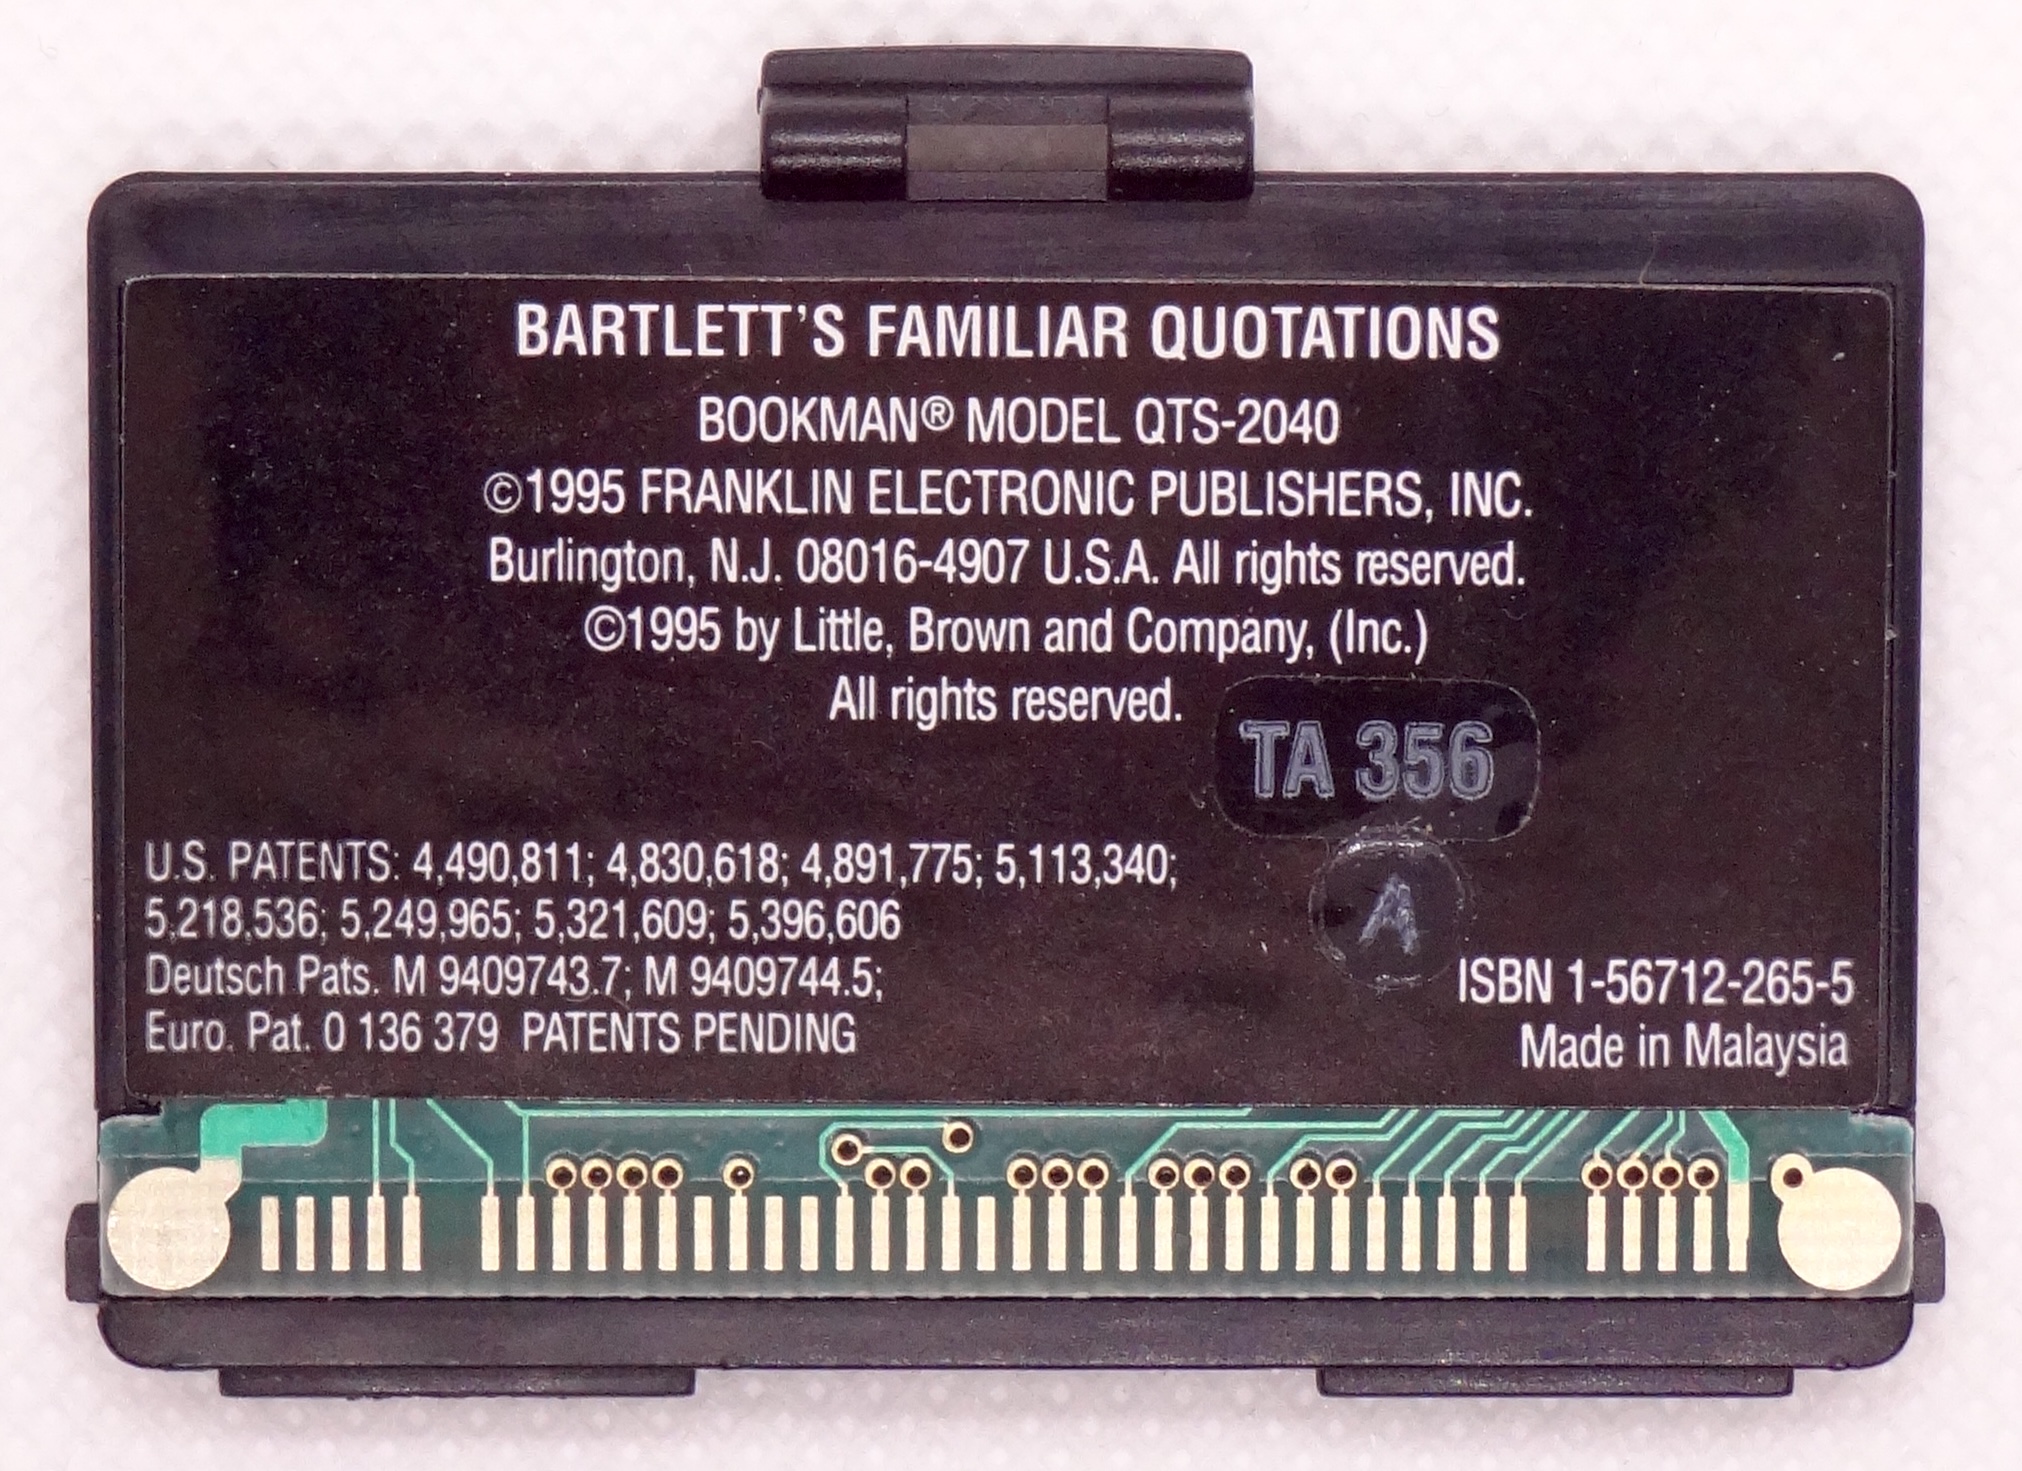 BARTLETT'S FAMILIAR QUOTATIONS
BOOKMAN® MODEL QTS-2040
©1995 FRANKLIN ELECTRONIC PUBLISHERS, INC.
Burlington, N.J. 08016-4907 U.S.A. All rights reserved.
©1995 by Little, Brown and Company, (Inc.)
All rights reserved.
TA 356
A
U.S. PATENTS: 4,490,811; 4,830,618; 4,891,775; 5,113,340;
5,218,536; 5,249,965; 5,321,609; 5,396,606
Deutsch Pats. M 9409743.7; M 9409744.5;
Euro. Pat. 0 136 379 PATENTS PENDING
ISBN 1-56712-265-5
Made in Malaysia